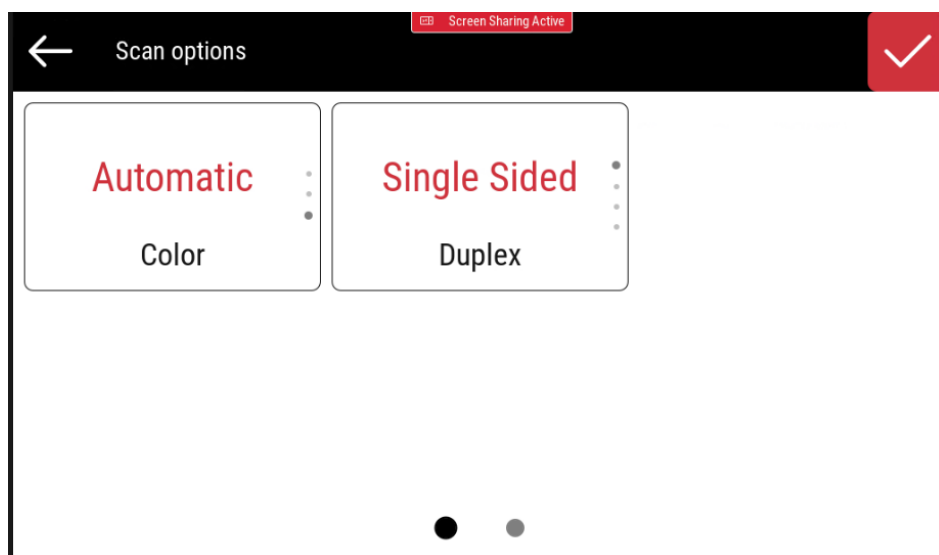 Screen Sharing Active
Scan options
Automatic
Color
Single Sided
Duplex